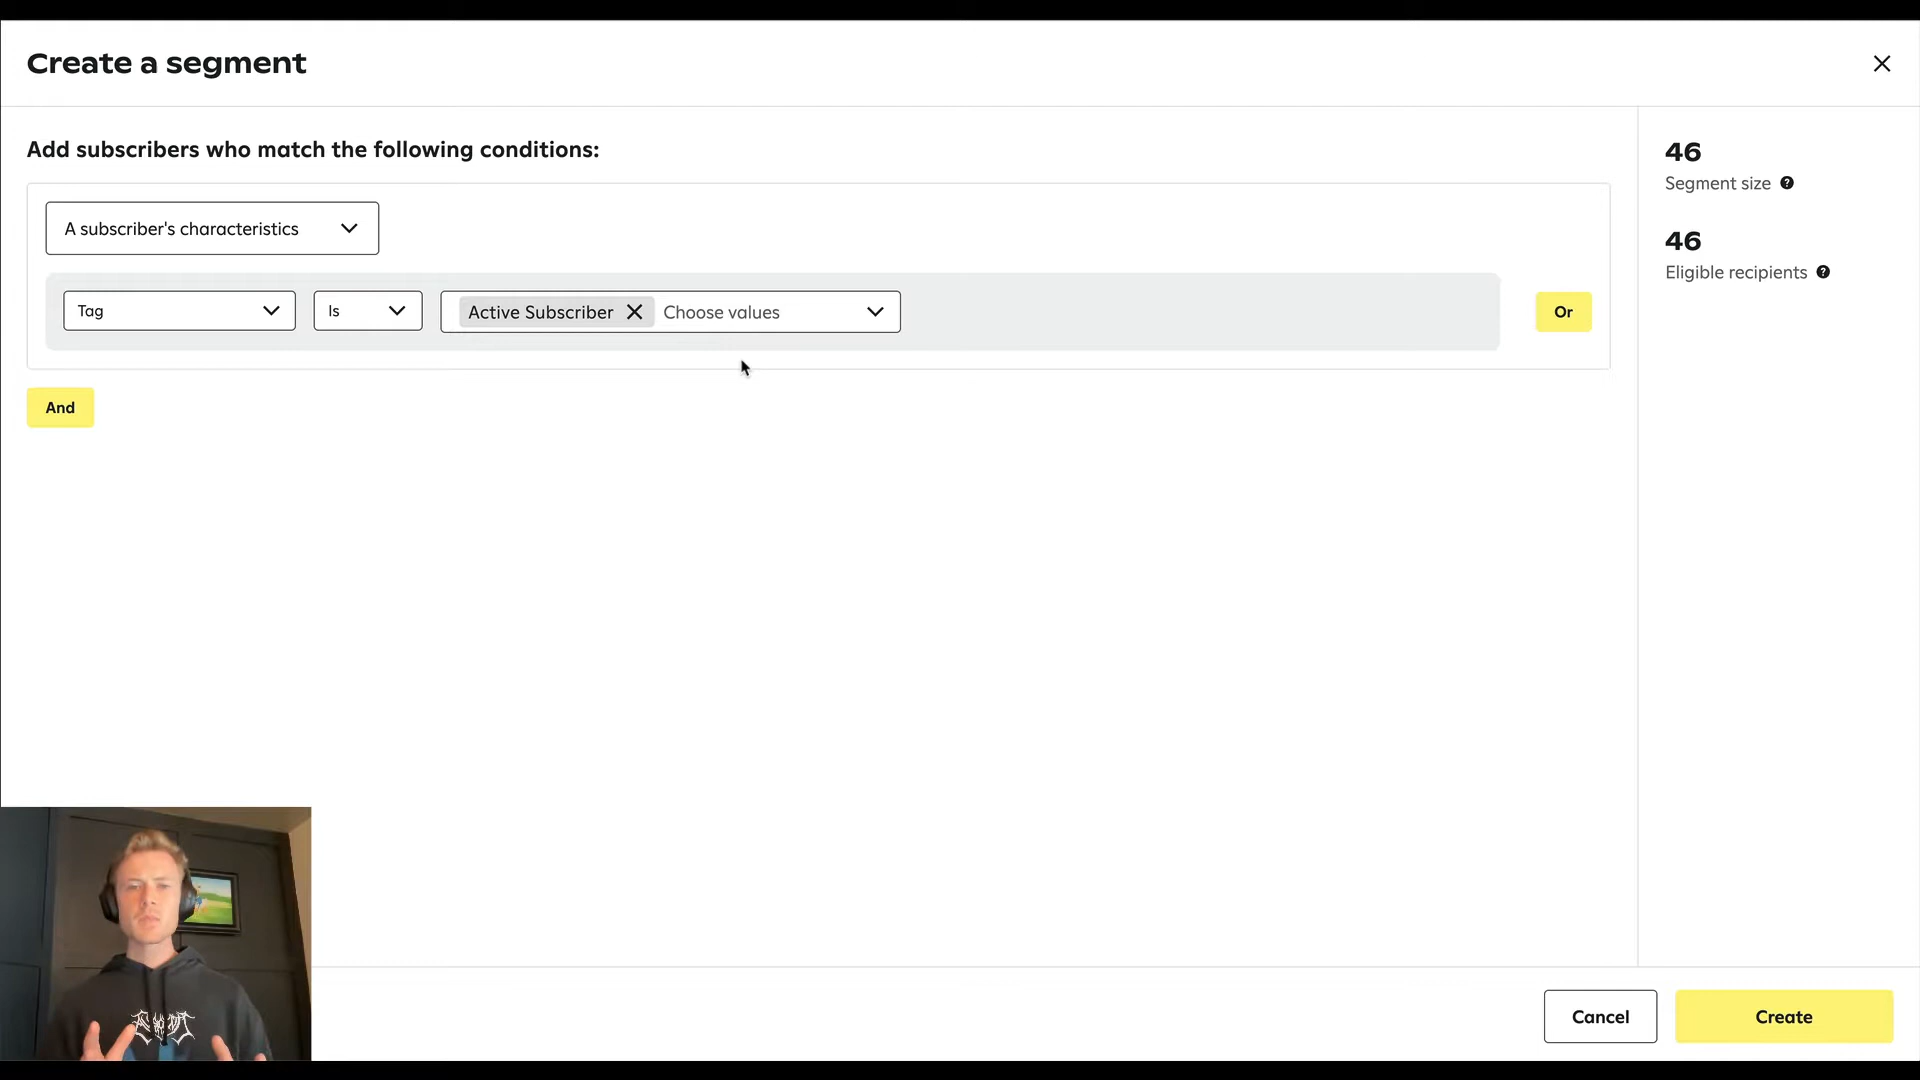 Create a segment
Add subscribers who match the following conditions:
A subscriber's characteristics
Tag
Is
Active Subscriber
Choose values
Or
And
46
Segment size
46
Eligible recipients
Cancel
Create